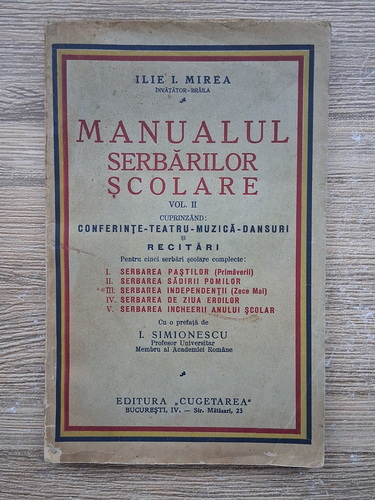 ILIE I. MIREA
ÎNVĂȚĂTOR-BRĂILA
MANUALUL
SERBĂRILOR
ȘCOLARE
VOL. II
CUPRINZÂND:
CONFERINȚE-TEATRU-MUZICĂ-DANSURI
ȘI
RECITĂRI
Pentru cinci serbări școlare complecte:
I. SERBAREA PAȘTILOR (Primăverii)
II. SERBAREA SĂDIRII POMILOR
III. SERBAREA INDEPENDENȚII (Zece Mai)
IV. SERBAREA DE ZIUA EROILOR
V. SERBAREA INCHEERII ANULUI ȘCOLAR
Cu o prefață de
I. SIMIONESCU
Profesor Universitar
Membru al Academiei Române
EDITURA „CUGETAREA"
BUCUREȘTI, IV. — Str. Mătăsari, 23